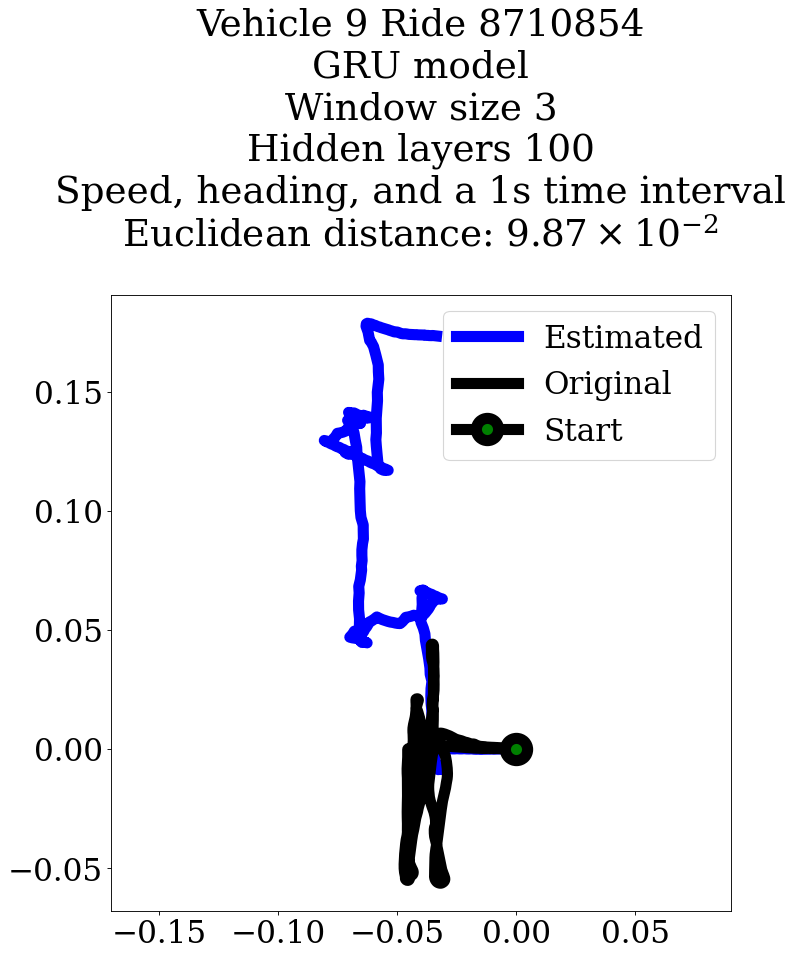 Vehicle 9 Ride 8710854
GRU model
Window size 3
Hidden layers 100
Speed, heading, and a 1s time interval
Euclidean distance: 9.87 × 10⁻²
Estimated
Original
Start
0.15
0.10
0.05
0.00
−0.05
−0.15 −0.10 −0.05 0.00 0.05